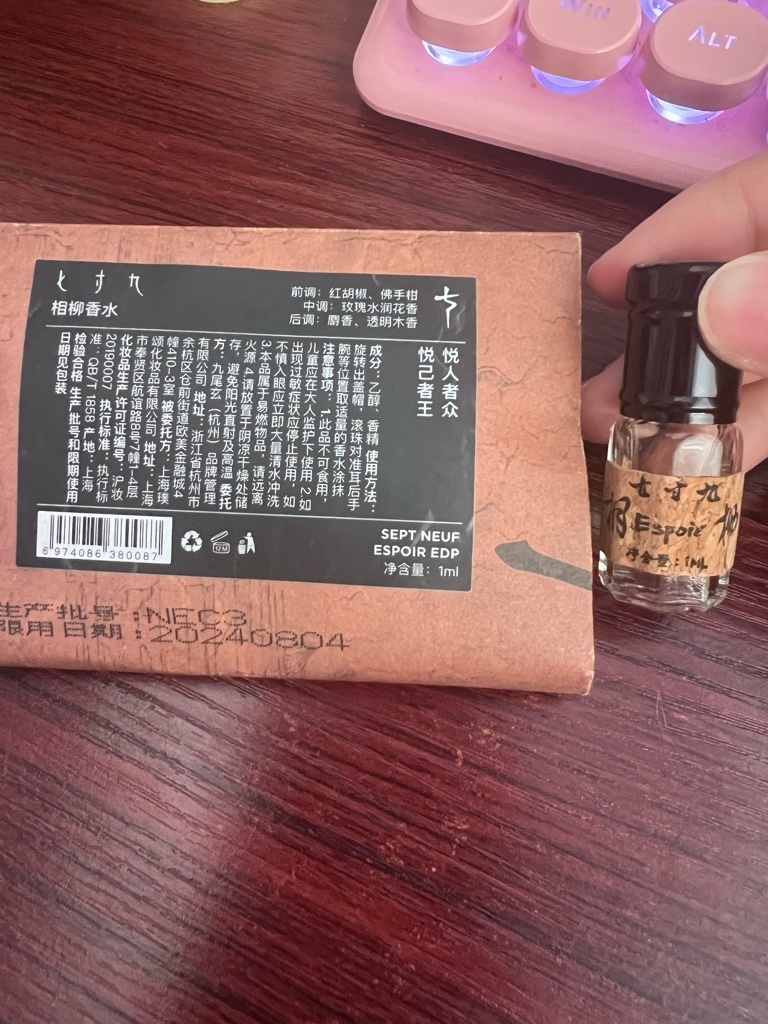 WIN
ALT
七寸九
相柳香水
前调：红胡椒、佛手柑
中调：玫瑰水润花香
后调：麝香、透明木香
悦人者众
悦己者王
成分：乙醇、香精 使用方法：
旋转出盖帽，滚珠对准耳后手
腕等位置取适量的香水涂抹
注意事项：1.此品不可食用，
儿童应在大人监护下使用 2.如
出现过敏症状应停止使用，如
不慎入眼应立即大量清水冲洗
3.本品属于易燃物品，请远离
火源 4.请放置于阴凉干燥处储
存，避免阳光直射及高温 委托
方：九尾玄（杭州）品牌管理
有限公司 地址：浙江省杭州市
余杭区仓前街道欧美金融城4
幢410-3室 被委托方：上海璞
颂化妆品有限公司 地址：上海
市奉贤区航谊路8号7幢1-4层
化妆品生产许可证编号：沪妆
20190007 执行标准：执行标
准：QB/T 1858 产地：上海
检验合格 生产批号和限期使用
日期见包装
6 974086 380087
12M
SEPT NEUF
ESPOIR EDP
净含量：1ml
生产批号：NEC3
限用日期：20240804
七寸九
相 Espoir 柳
净含量：1ML